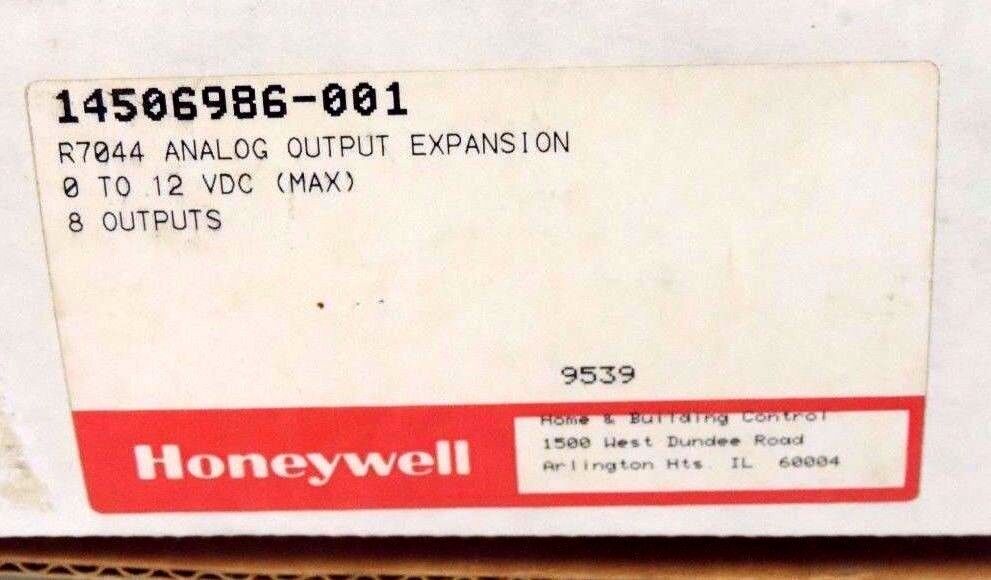 14506986-001
R7044 ANALOG OUTPUT EXPANSION
0 TO 12 VDC (MAX)
8 OUTPUTS
9539
Honeywell
Home & Building Control
1500 West Dundee Road
Arlington Hts. IL 60004